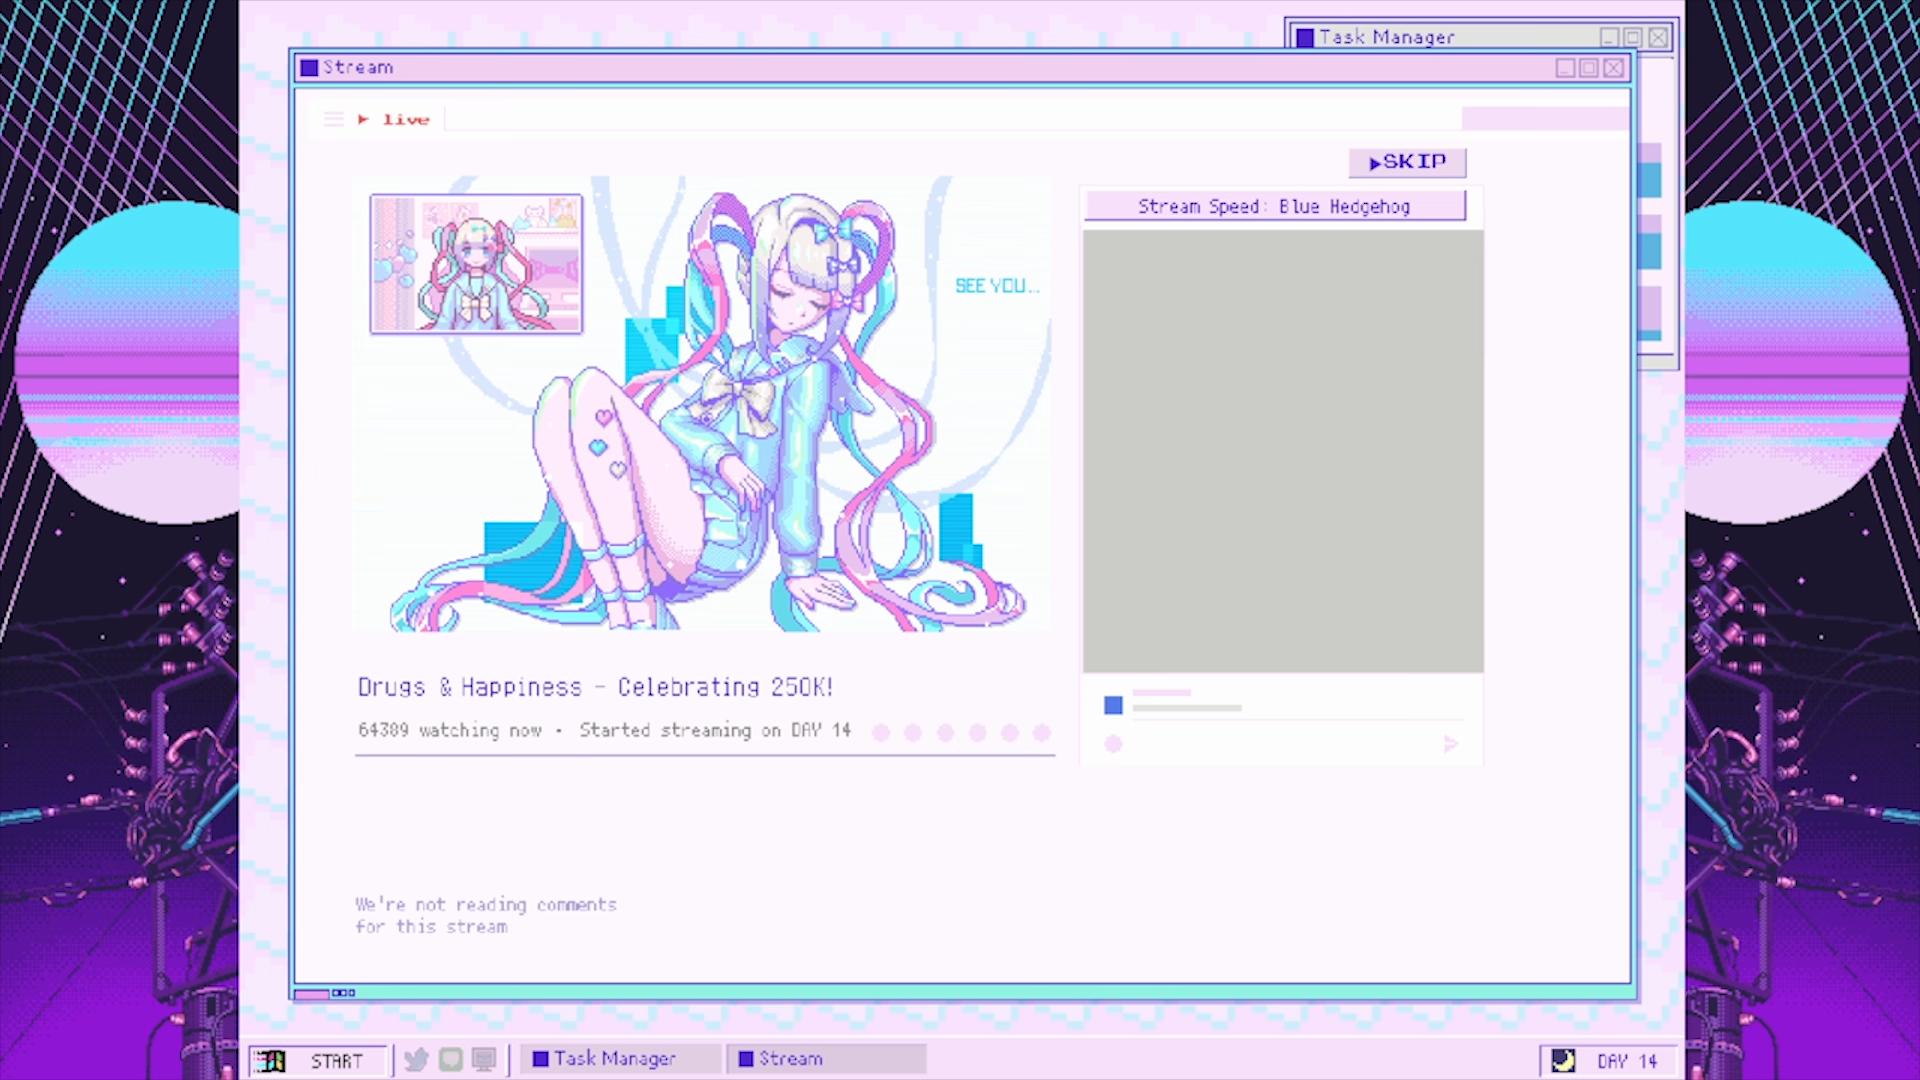 Task Manager
Stream
live
▶SKIP
Stream Speed: Blue Hedgehog
SEE YOU...
Drugs & Happiness - Celebrating 250K!
64389 watching now · Started streaming on DAY 14
We're not reading comments
for this stream
START
Task Manager
Stream
DAY 14